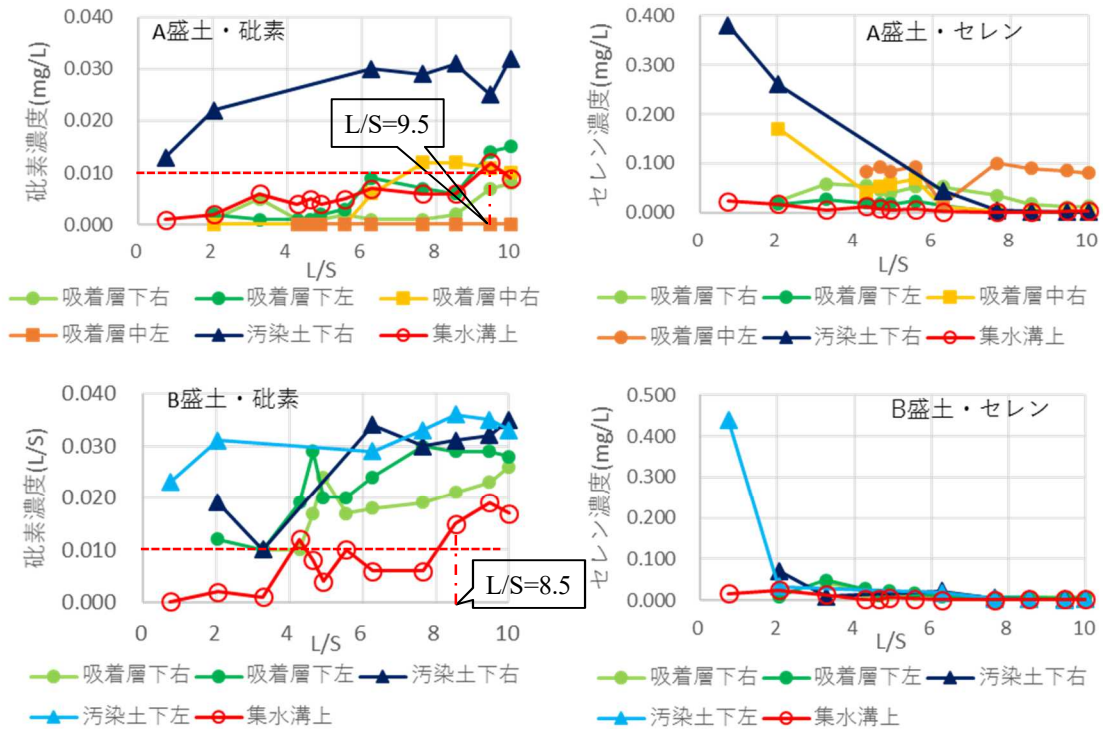 A盛土・砒素
砒素濃度(mg/L)
0.040
0.030
0.020
0.010
0.000
L/S=9.5
0 2 4 6 8 10
L/S
吸着層下右 吸着層下左 吸着層中右
吸着層中左 汚染土下右 集水溝上
A盛土・セレン
セレン濃度(mg/L)
0.400
0.300
0.200
0.100
0.000
0 2 4 6 8 10
L/S
吸着層下右 吸着層下左 吸着層中右
吸着層中左 汚染土下右 集水溝上
B盛土・砒素
砒素濃度(L/S)
0.040
0.030
0.020
0.010
0.000
L/S=8.5
0 2 4 6 8 10
L/S
吸着層下右 吸着層下左 汚染土下右
汚染土下左 集水溝上
B盛土・セレン
セレン濃度(mg/L)
0.500
0.400
0.300
0.200
0.100
0.000
0 2 4 6 8 10
L/S
吸着層下右 吸着層下左 汚染土下右
汚染土下左 集水溝上